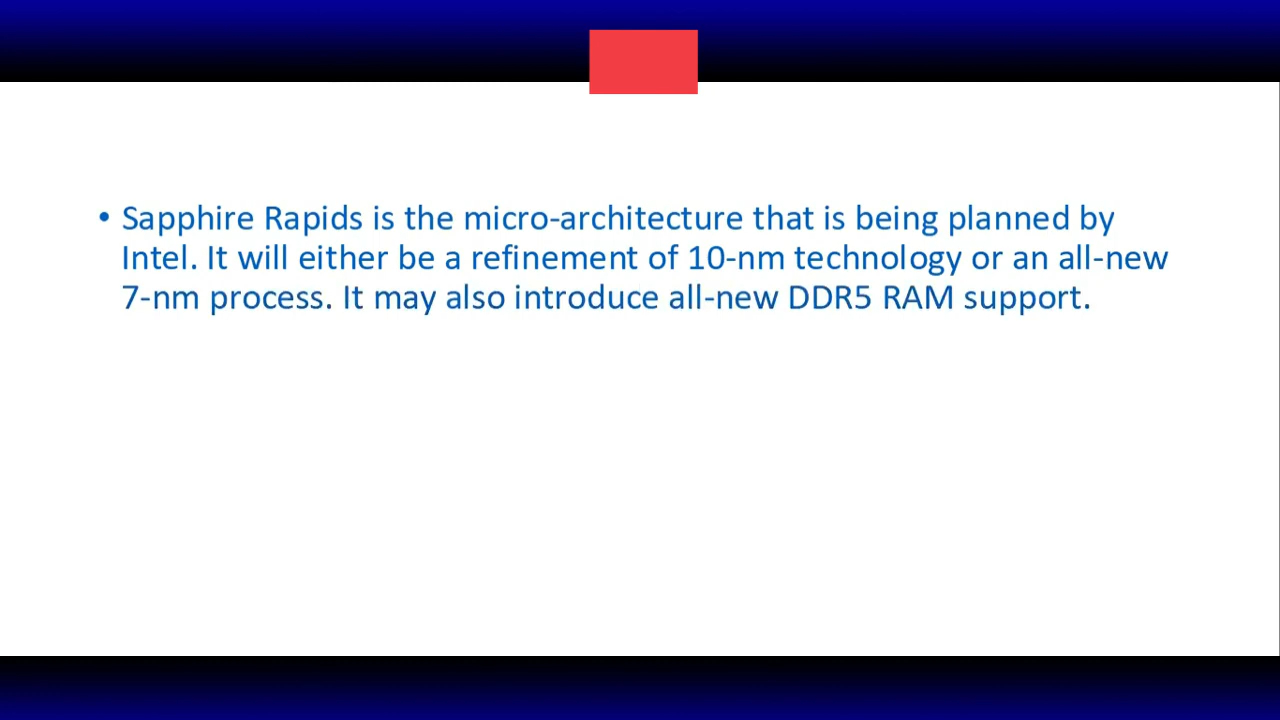 • Sapphire Rapids is the micro-architecture that is being planned by
Intel. It will either be a refinement of 10-nm technology or an all-new
7-nm process. It may also introduce all-new DDR5 RAM support.